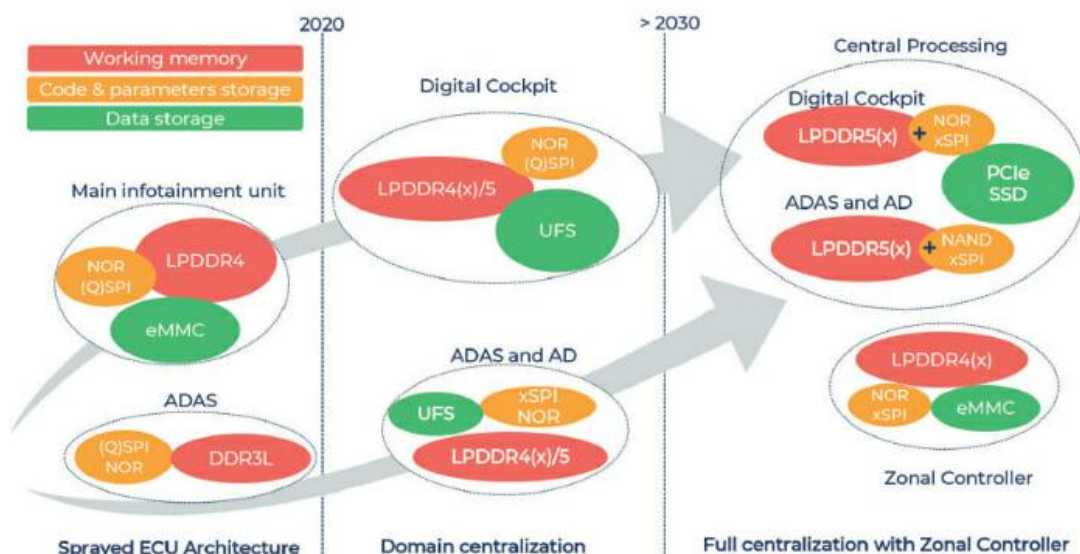 2020
> 2030
Working memory
Code & parameters storage
Data storage
Main infotainment unit
NOR
(Q)SPI
LPDDR4
eMMC
ADAS
(Q)SPI
NOR
DDR3L
Sprayed ECU Architecture
Digital Cockpit
NOR
(Q)SPI
LPDDR4(x)/5
UFS
ADAS and AD
UFS
xSPI
NOR
LPDDR4(x)/5
Domain centralization
Central Processing
Digital Cockpit
LPDDR5(x)
+
NOR
xSPI
PCIe
SSD
ADAS and AD
LPDDR5(x)
+
NAND
xSPI
LPDDR4(x)
NOR
xSPI
eMMC
Zonal Controller
Full centralization with Zonal Controller